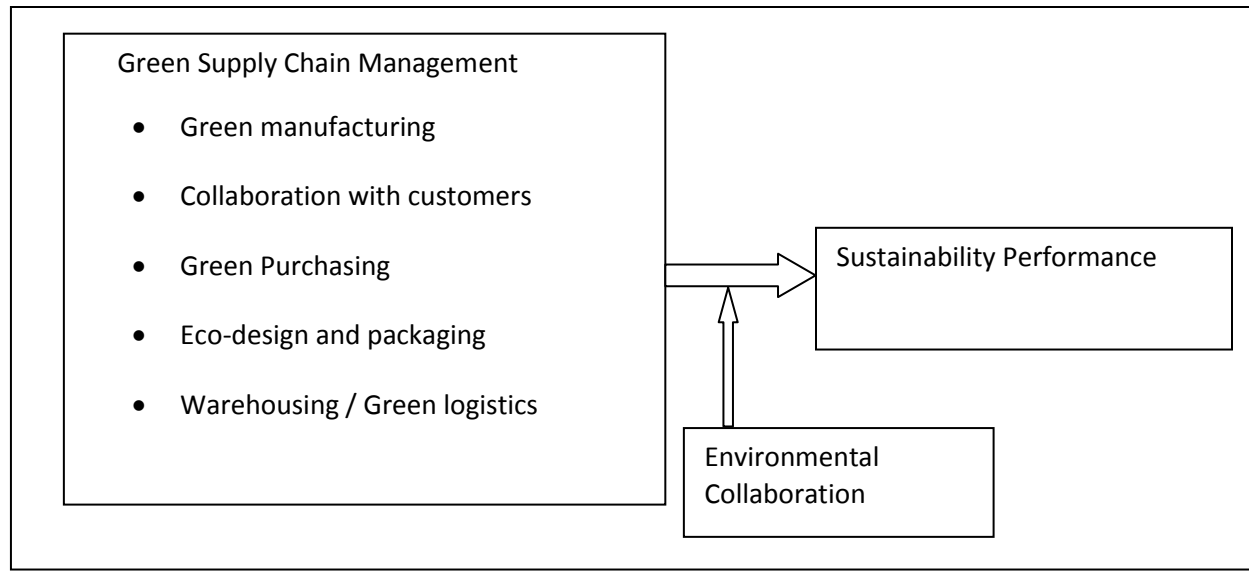 Green Supply Chain Management
• Green manufacturing
• Collaboration with customers
• Green Purchasing
• Eco-design and packaging
• Warehousing / Green logistics
Sustainability Performance
Environmental
Collaboration